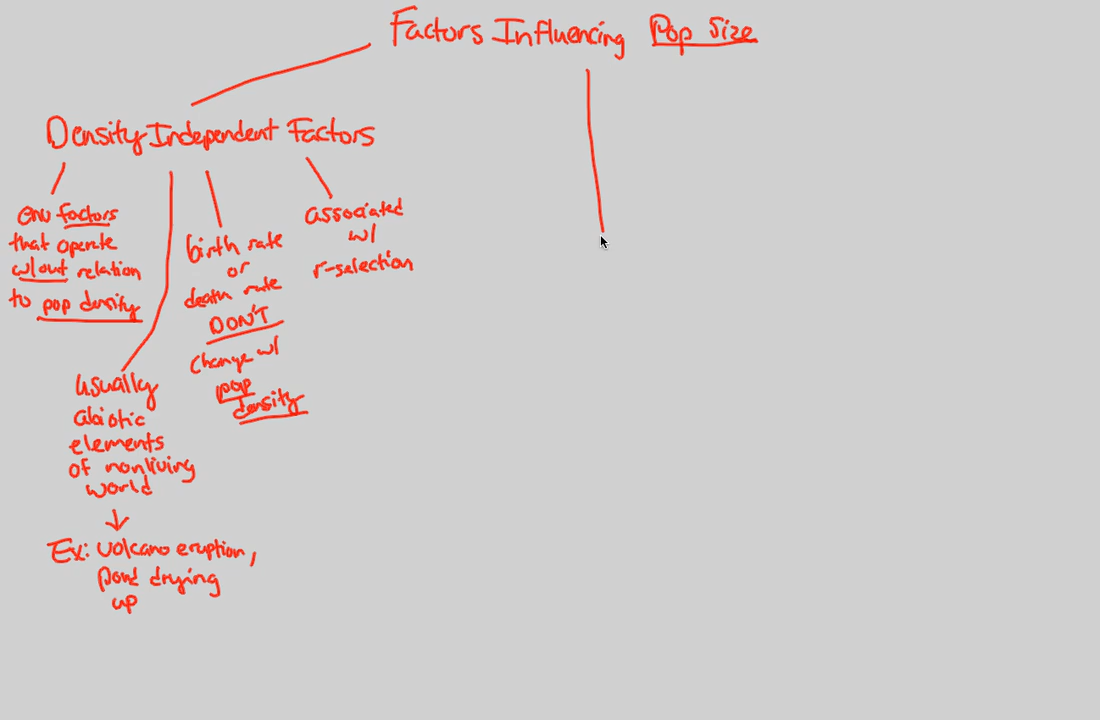 Factors Influencing Pop Size
Density Independent Factors
env factors
that operate
w/out relation
to pop density
usually
abiotic
elements
of nonliving
world
Ex: volcano eruption,
pond drying
up
birth rate
or
death rate
DON'T
change w/
pop
density
associated
w/
r-selection